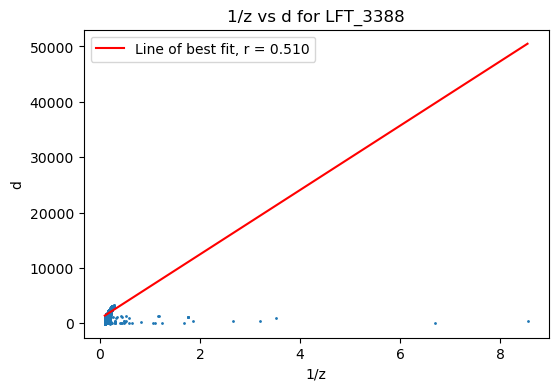 1/z vs d for LFT_3388
Line of best fit, r = 0.510
50000
40000
30000
20000
10000
0
d
0 2 4 6 8
1/z